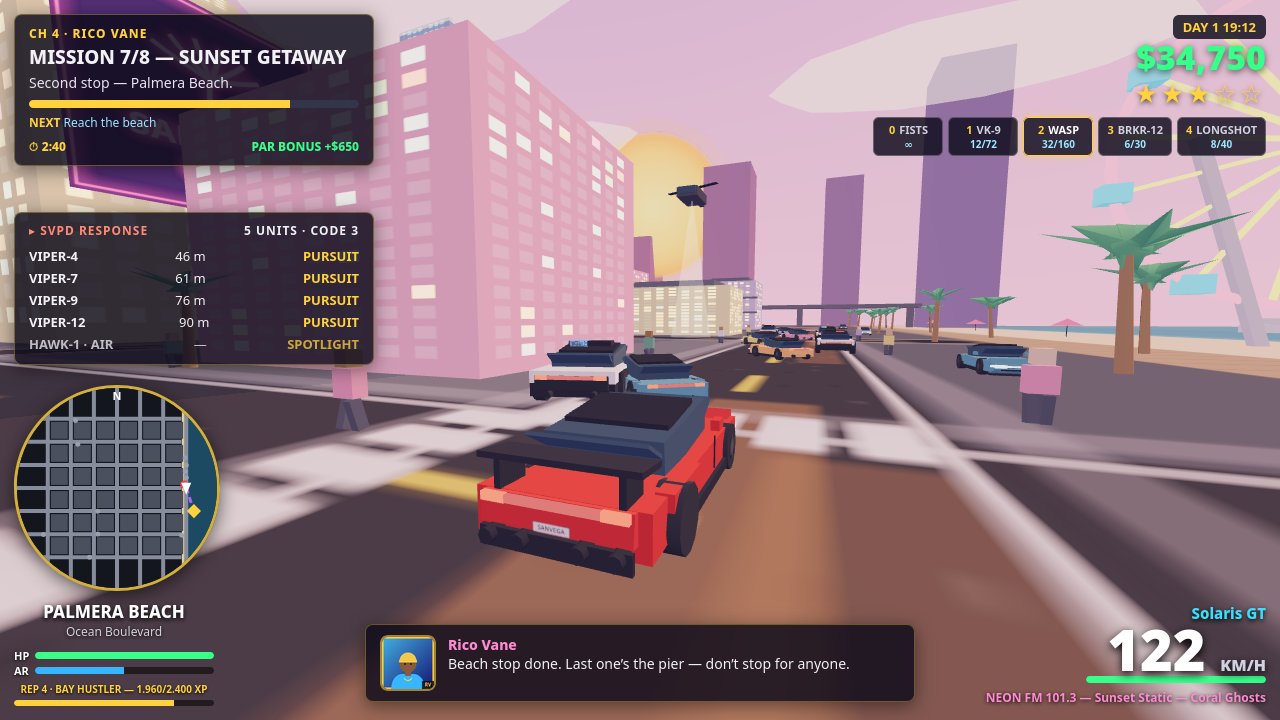 CH 4 · RICO VANE
MISSION 7/8 — SUNSET GETAWAY
Second stop — Palmera Beach.
NEXT Reach the beach
⏱ 2:40 PAR BONUS +$650
▸ SVPD RESPONSE 5 UNITS · CODE 3
VIPER-4 46 m PURSUIT
VIPER-7 61 m PURSUIT
VIPER-9 76 m PURSUIT
VIPER-12 90 m PURSUIT
HAWK-1 · AIR — SPOTLIGHT
DAY 1 19:12
$34,750
★★★☆☆
0 FISTS 1 VK-9 2 WASP 3 BRKR-12 4 LONGSHOT
∞ 12/72 32/160 6/30 8/40
N
PALMERA BEACH
Ocean Boulevard
HP
AR
REP 4 · BAY HUSTLER — 1.960/2.400 XP
SANVEGA
Rico Vane
Beach stop done. Last one's the pier — don't stop for anyone.
RV
Solaris GT
122 KM/H
NEON FM 101.3 — Sunset Static — Coral Ghosts